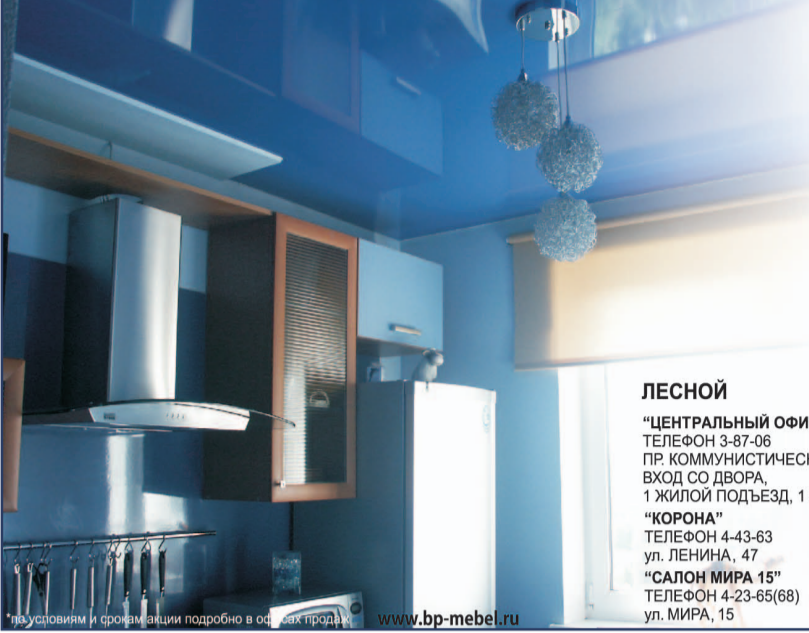 ЛЕСНОЙ
"ЦЕНТРАЛЬНЫЙ ОФИ
ТЕЛЕФОН 3-87-06
ПР. КОММУНИСТИЧЕС
ВХОД СО ДВОРА,
1 ЖИЛОЙ ПОДЪЕЗД, 1
"КОРОНА"
ТЕЛЕФОН 4-43-63
ул. ЛЕНИНА, 47
"САЛОН МИРА 15"
ТЕЛЕФОН 4-23-65(68)
ул. МИРА, 15
*по условиям и срокам акции подробно в офисах продаж
www.bp-mebel.ru